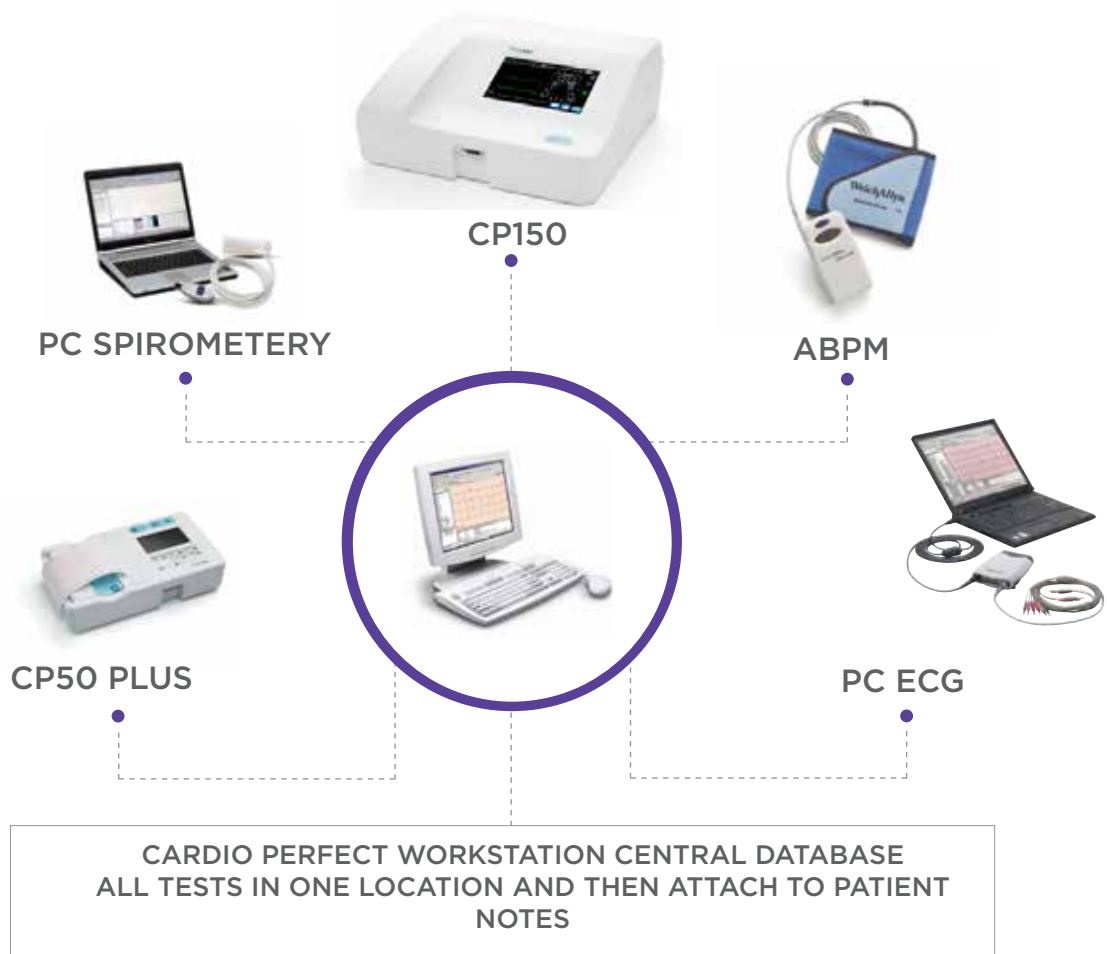 CP150
WelchAllyn
PC SPIROMETERY
ABPM
CP50 PLUS
PC ECG
CARDIO PERFECT WORKSTATION CENTRAL DATABASE
ALL TESTS IN ONE LOCATION AND THEN ATTACH TO PATIENT
NOTES